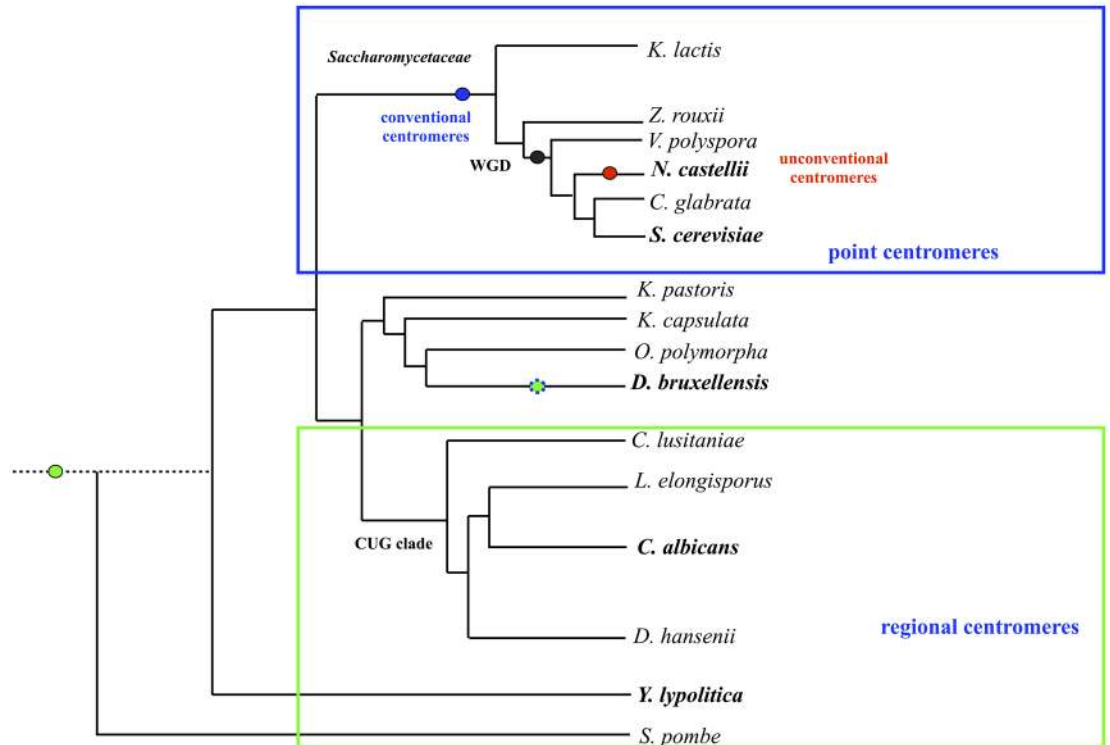 K. lactis
Saccharomycetaceae
conventional
centromeres
Z. rouxii
V. polyspora
WGD
N. castellii
unconventional
centromeres
C. glabrata
S. cerevisiae
point centromeres
K. pastoris
K. capsulata
O. polymorpha
D. bruxellensis
C. lusitaniae
L. elongisporus
CUG clade
C. albicans
D. hansenii
regional centromeres
Y. lypolitica
S. pombe